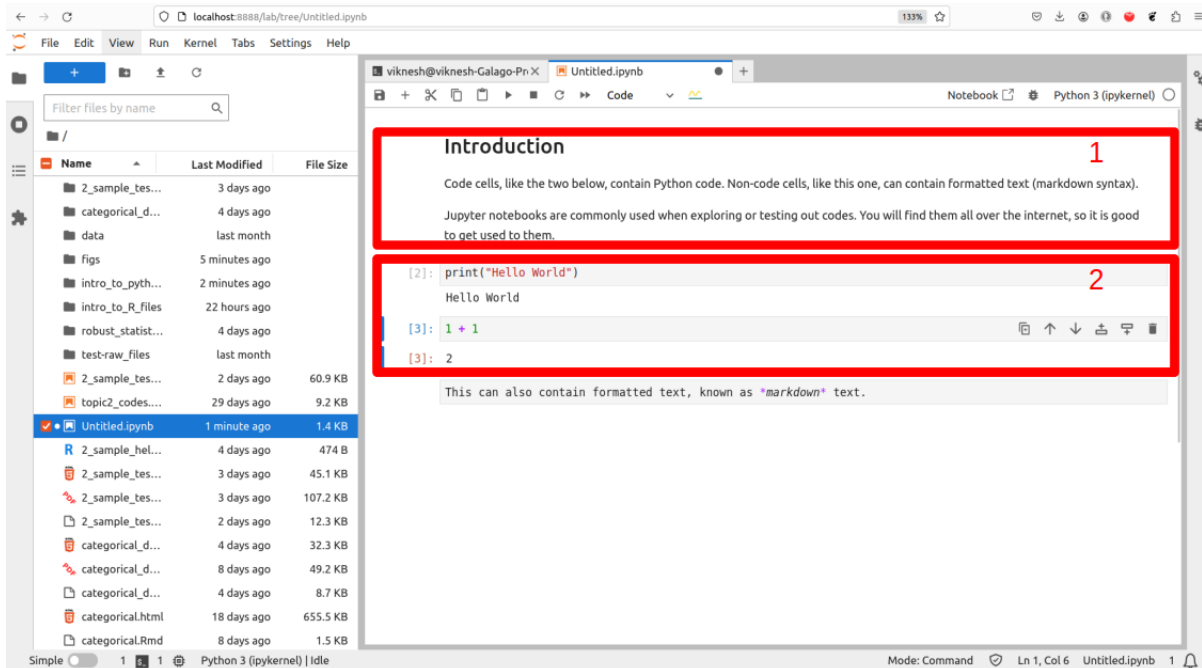 localhost:8888/lab/tree/Untitled.ipynb
133%
File Edit View Run Kernel Tabs Settings Help
viknesh@viknesh-Galago-Pr
Untitled.ipynb
Code
Notebook
Python 3 (ipykernel)
Filter files by name
/
Name Last Modified File Size
2_sample_tes... 3 days ago
categorical_d... 4 days ago
data last month
figs 5 minutes ago
intro_to_pyth... 2 minutes ago
intro_to_R_files 22 hours ago
robust_statist... 4 days ago
test-raw_files last month
2_sample_tes... 2 days ago 60.9 KB
topic2_codes.... 29 days ago 9.2 KB
Untitled.ipynb 1 minute ago 1.4 KB
R 2_sample_hel... 4 days ago 474 B
2_sample_tes... 3 days ago 45.1 KB
2_sample_tes... 3 days ago 107.2 KB
2_sample_tes... 2 days ago 12.3 KB
categorical_d... 4 days ago 32.3 KB
categorical_d... 8 days ago 49.2 KB
categorical_d... 4 days ago 8.7 KB
categorical.html 18 days ago 655.5 KB
categorical.Rmd 8 days ago 1.5 KB
Introduction
1
Code cells, like the two below, contain Python code. Non-code cells, like this one, can contain formatted text (markdown syntax).
Jupyter notebooks are commonly used when exploring or testing out codes. You will find them all over the internet, so it is good
to get used to them.
2
[2]: print("Hello World")
Hello World
[3]: 1 + 1
[3]: 2
This can also contain formatted text, known as *markdown* text.
Simple 1 1 Python 3 (ipykernel) | Idle
Mode: Command Ln 1, Col 6 Untitled.ipynb 1